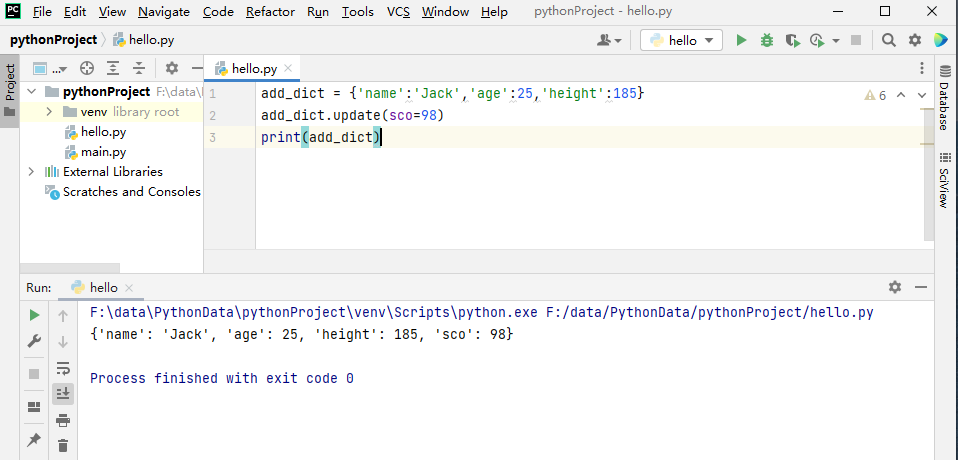 PC File Edit View Navigate Code Refactor Run Tools VCS Window Help pythonProject - hello.py
pythonProject hello.py hello
Project
... hello.py
pythonProject F:\data\
venv library root
hello.py
main.py
External Libraries
Scratches and Consoles
1 add_dict = {'name':'Jack','age':25,'height':185}
2 add_dict.update(sco=98)
3 print(add_dict)
6
Database
SciView
Run: hello
F:\data\PythonData\pythonProject\venv\Scripts\python.exe F:/data/PythonData/pythonProject/hello.py
{'name': 'Jack', 'age': 25, 'height': 185, 'sco': 98}
Process finished with exit code 0